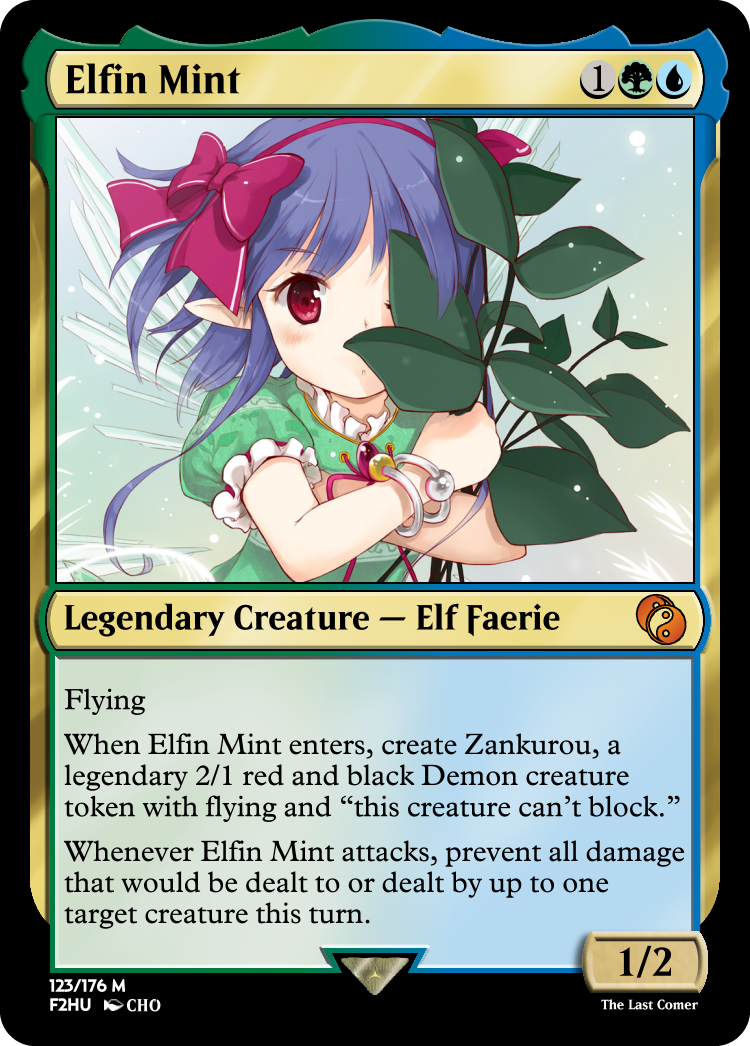 Elfin Mint 1
Legendary Creature — Elf Faerie
Flying
When Elfin Mint enters, create Zankurou, a
legendary 2/1 red and black Demon creature
token with flying and “this creature can’t block.”
Whenever Elfin Mint attacks, prevent all damage
that would be dealt to or dealt by up to one
target creature this turn.
1/2
123/176 M
F2HU CHO
The Last Comer